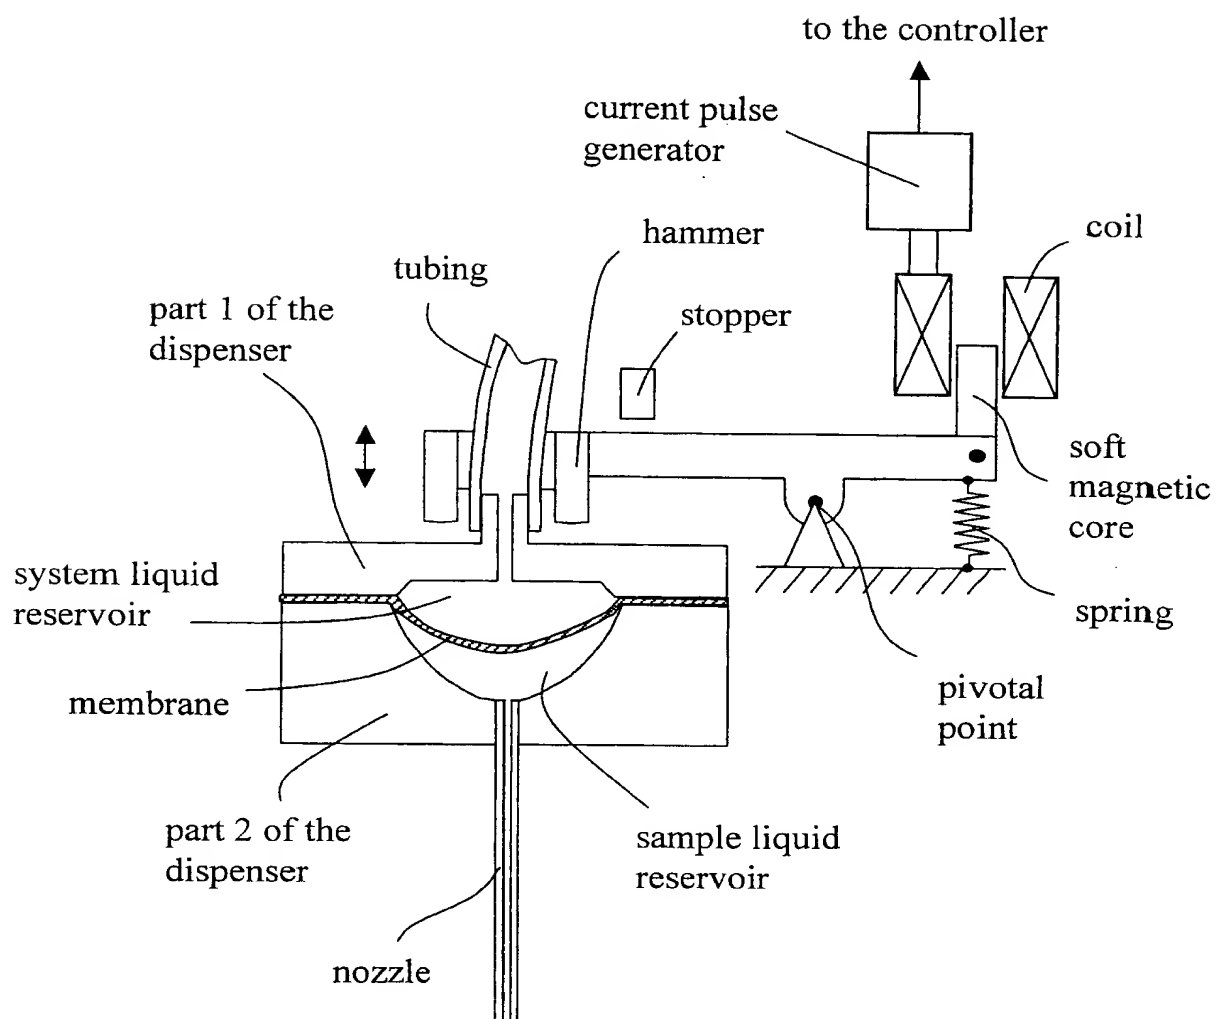 to the controller
current pulse
generator
coil
hammer
tubing
stopper
part 1 of the
dispenser
soft
magnetic
core
system liquid
reservoir
spring
membrane
pivotal
point
part 2 of the
dispenser
sample liquid
reservoir
nozzle